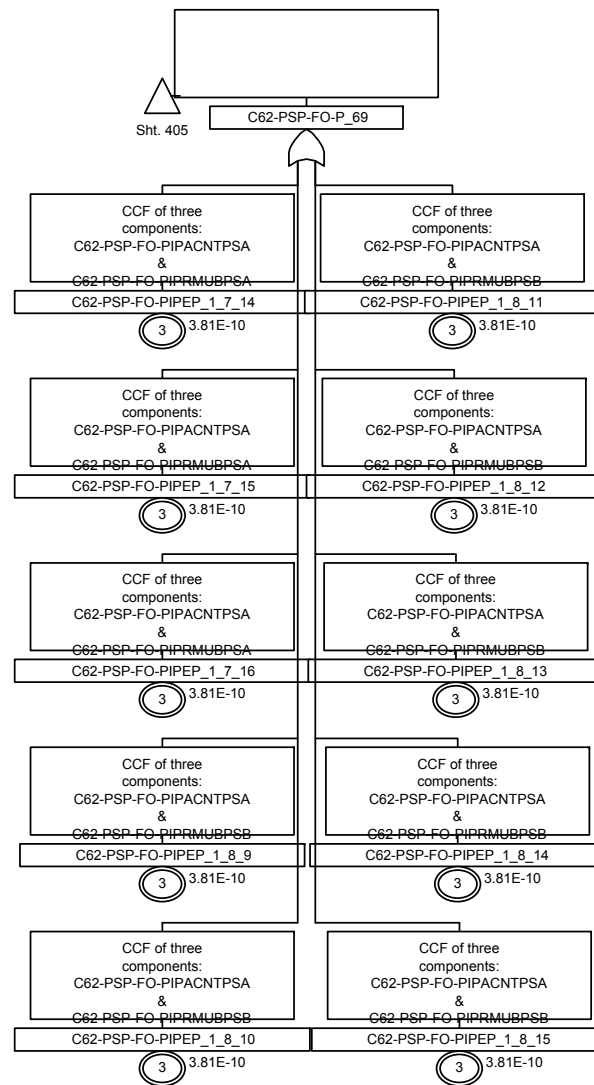 Sht. 405
C62-PSP-FO-P_69
CCF of three
components:
C62-PSP-FO-PIPACNTPSA
&
C62-PSP-FO-PIPRMUBPSA
C62-PSP-FO-PIPEP_1_7_14
3
3.81E-10
CCF of three
components:
C62-PSP-FO-PIPACNTPSA
&
C62-PSP-FO-PIPRMUBPSB
C62-PSP-FO-PIPEP_1_8_11
3
3.81E-10
CCF of three
components:
C62-PSP-FO-PIPACNTPSA
&
C62-PSP-FO-PIPRMUBPSA
C62-PSP-FO-PIPEP_1_7_15
3
3.81E-10
CCF of three
components:
C62-PSP-FO-PIPACNTPSA
&
C62-PSP-FO-PIPRMUBPSB
C62-PSP-FO-PIPEP_1_8_12
3
3.81E-10
CCF of three
components:
C62-PSP-FO-PIPACNTPSA
&
C62-PSP-FO-PIPRMUBPSA
C62-PSP-FO-PIPEP_1_7_16
3
3.81E-10
CCF of three
components:
C62-PSP-FO-PIPACNTPSA
&
C62-PSP-FO-PIPRMUBPSB
C62-PSP-FO-PIPEP_1_8_13
3
3.81E-10
CCF of three
components:
C62-PSP-FO-PIPACNTPSA
&
C62-PSP-FO-PIPRMUBPSB
C62-PSP-FO-PIPEP_1_8_9
3
3.81E-10
CCF of three
components:
C62-PSP-FO-PIPACNTPSA
&
C62-PSP-FO-PIPRMUBPSB
C62-PSP-FO-PIPEP_1_8_14
3
3.81E-10
CCF of three
components:
C62-PSP-FO-PIPACNTPSA
&
C62-PSP-FO-PIPRMUBPSB
C62-PSP-FO-PIPEP_1_8_10
3
3.81E-10
CCF of three
components:
C62-PSP-FO-PIPACNTPSA
&
C62-PSP-FO-PIPRMUBPSB
C62-PSP-FO-PIPEP_1_8_15
3
3.81E-10